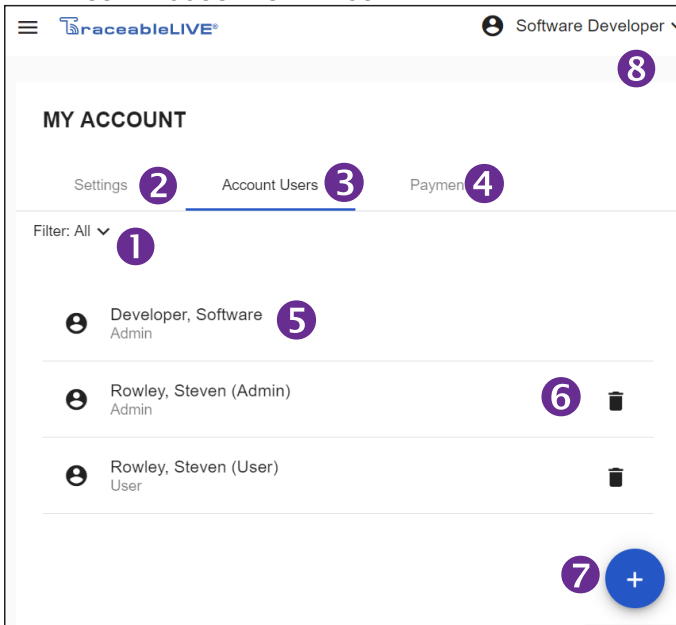 TraceableLIVE®
Software Developer
8
MY ACCOUNT
Settings 2 Account Users 3 Paymen 4
Filter: All 1
Developer, Software 5
Admin
Rowley, Steven (Admin) 6
Admin
Rowley, Steven (User)
User
7 +